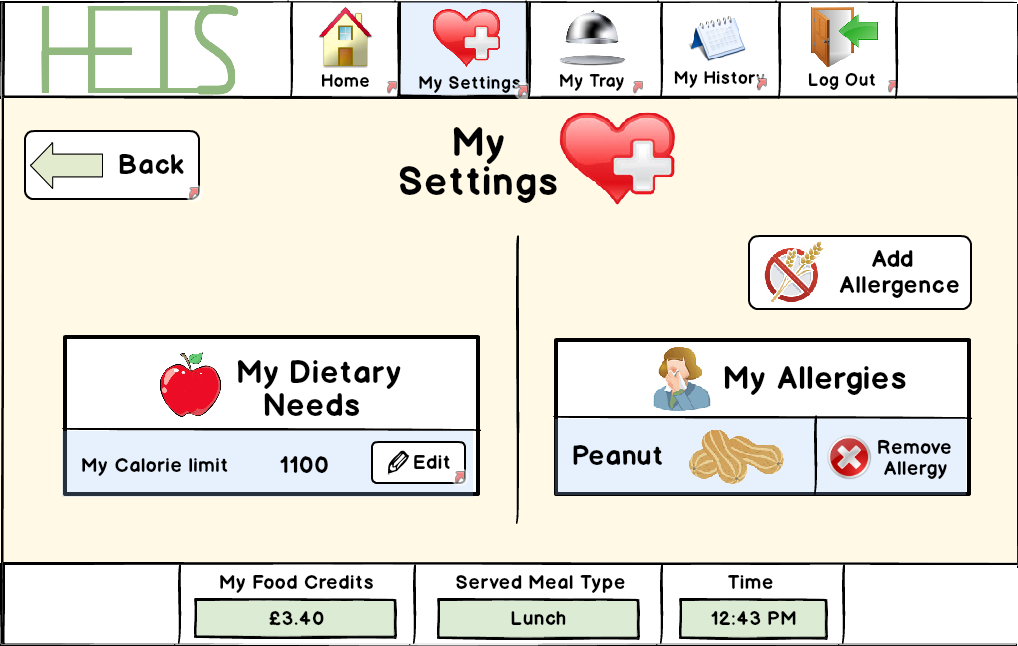 HEIS
Home
My Settings
My Tray
My History
Log Out
Back
My
Settings
Add
Allergence
My Dietary
Needs
My Calorie limit 1100 Edit
My Allergies
Peanut
Remove
Allergy
My Food Credits
£3.40
Served Meal Type
Lunch
Time
12:43 PM